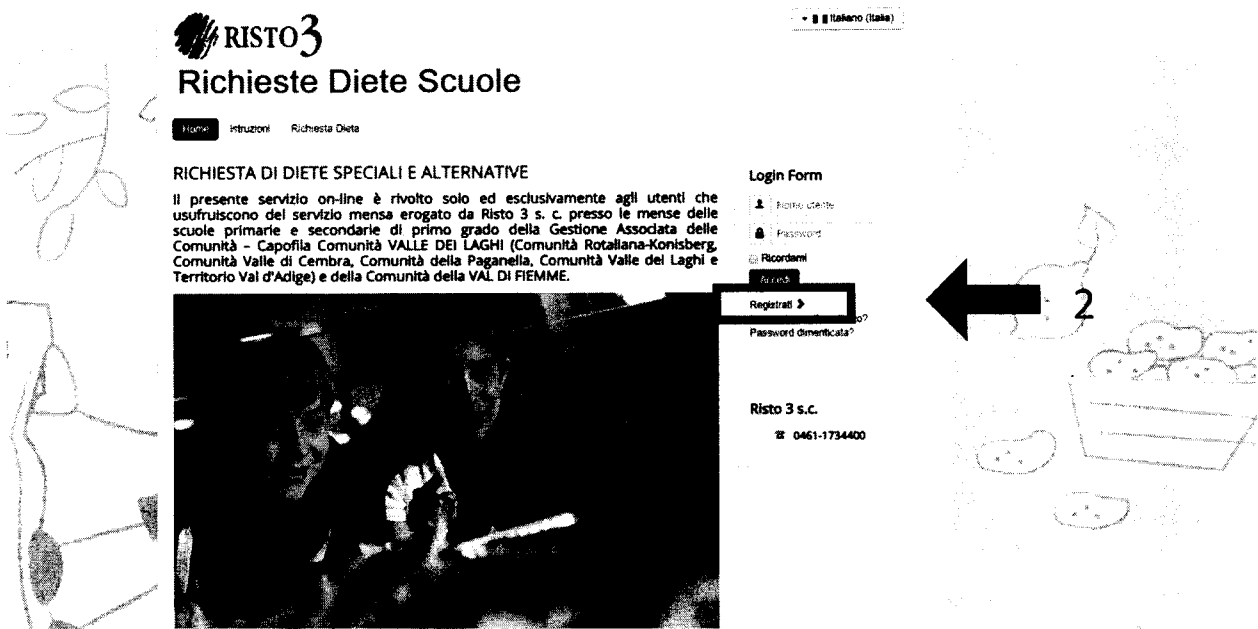 Italiano (Italia)
RISTO3
Richieste Diete Scuole
Home Istruzioni Richiesta Dieta
RICHIESTA DI DIETE SPECIALI E ALTERNATIVE
Il presente servizio on-line è rivolto solo ed esclusivamente agli utenti che
usufruiscono del servizio mensa erogato da Risto 3 s. c. presso le mense delle
scuole primarie e secondarie di primo grado della Gestione Associata delle
Comunità – Capofila Comunità VALLE DEI LAGHI (Comunità Rotaliana-Konisberg,
Comunità Valle di Cembra, Comunità della Paganella, Comunità Valle dei Laghi e
Territorio Val d'Adige) e della Comunità della VAL DI FIEMME.
Login Form
Nome utente
Password
Ricordami
Accedi
Registrati
Password dimenticata?
2
Risto 3 s.c.
0461-1734400